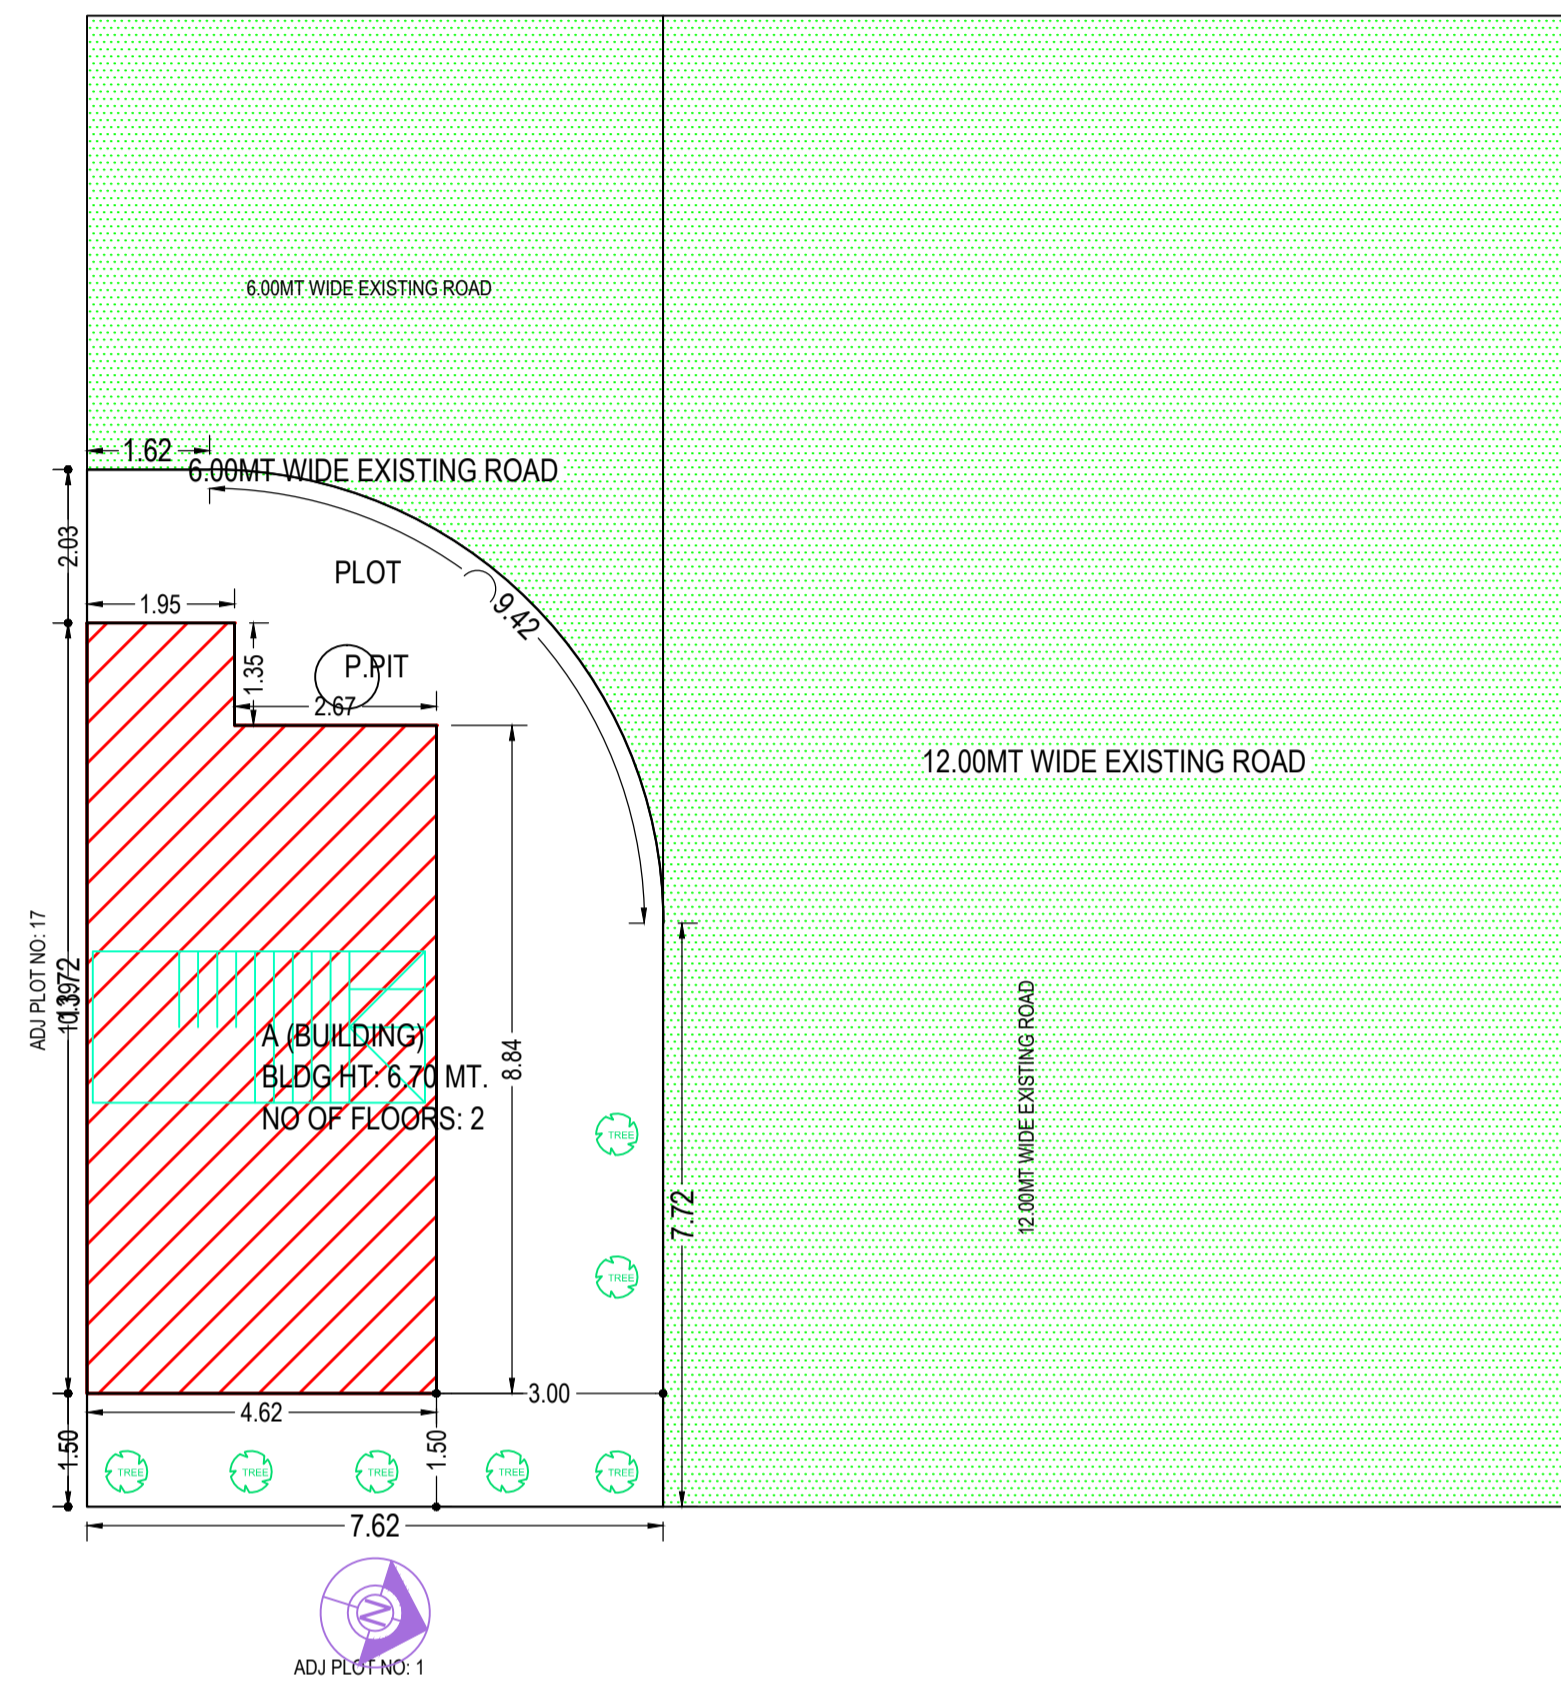 6.00MT WIDE EXISTING ROAD
1.62
6.00MT WIDE EXISTING ROAD
2.03
PLOT
1.95
9.42
1.35
P.PIT
2.67
12.00MT WIDE EXISTING ROAD
ADJ PLOT NO: 17
A (BUILDING)
BLDG HT: 6.70 MT.
NO OF FLOORS: 2
8.84
12.00MT WIDE EXISTING ROAD
TREE
7.72
TREE
3.00
4.62
1.50
1.50
TREE
TREE
TREE
TREE
TREE
7.62
N
ADJ PLOT NO: 1